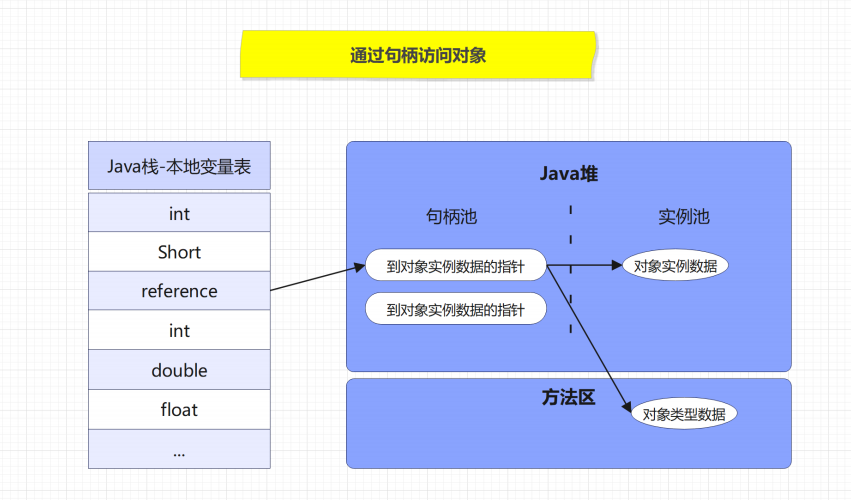 通过句柄访问对象
Java栈-本地变量表
int
Short
reference
int
double
float
...
Java堆
句柄池
实例池
到对象实例数据的指针
对象实例数据
到对象实例数据的指针
方法区
对象类型数据